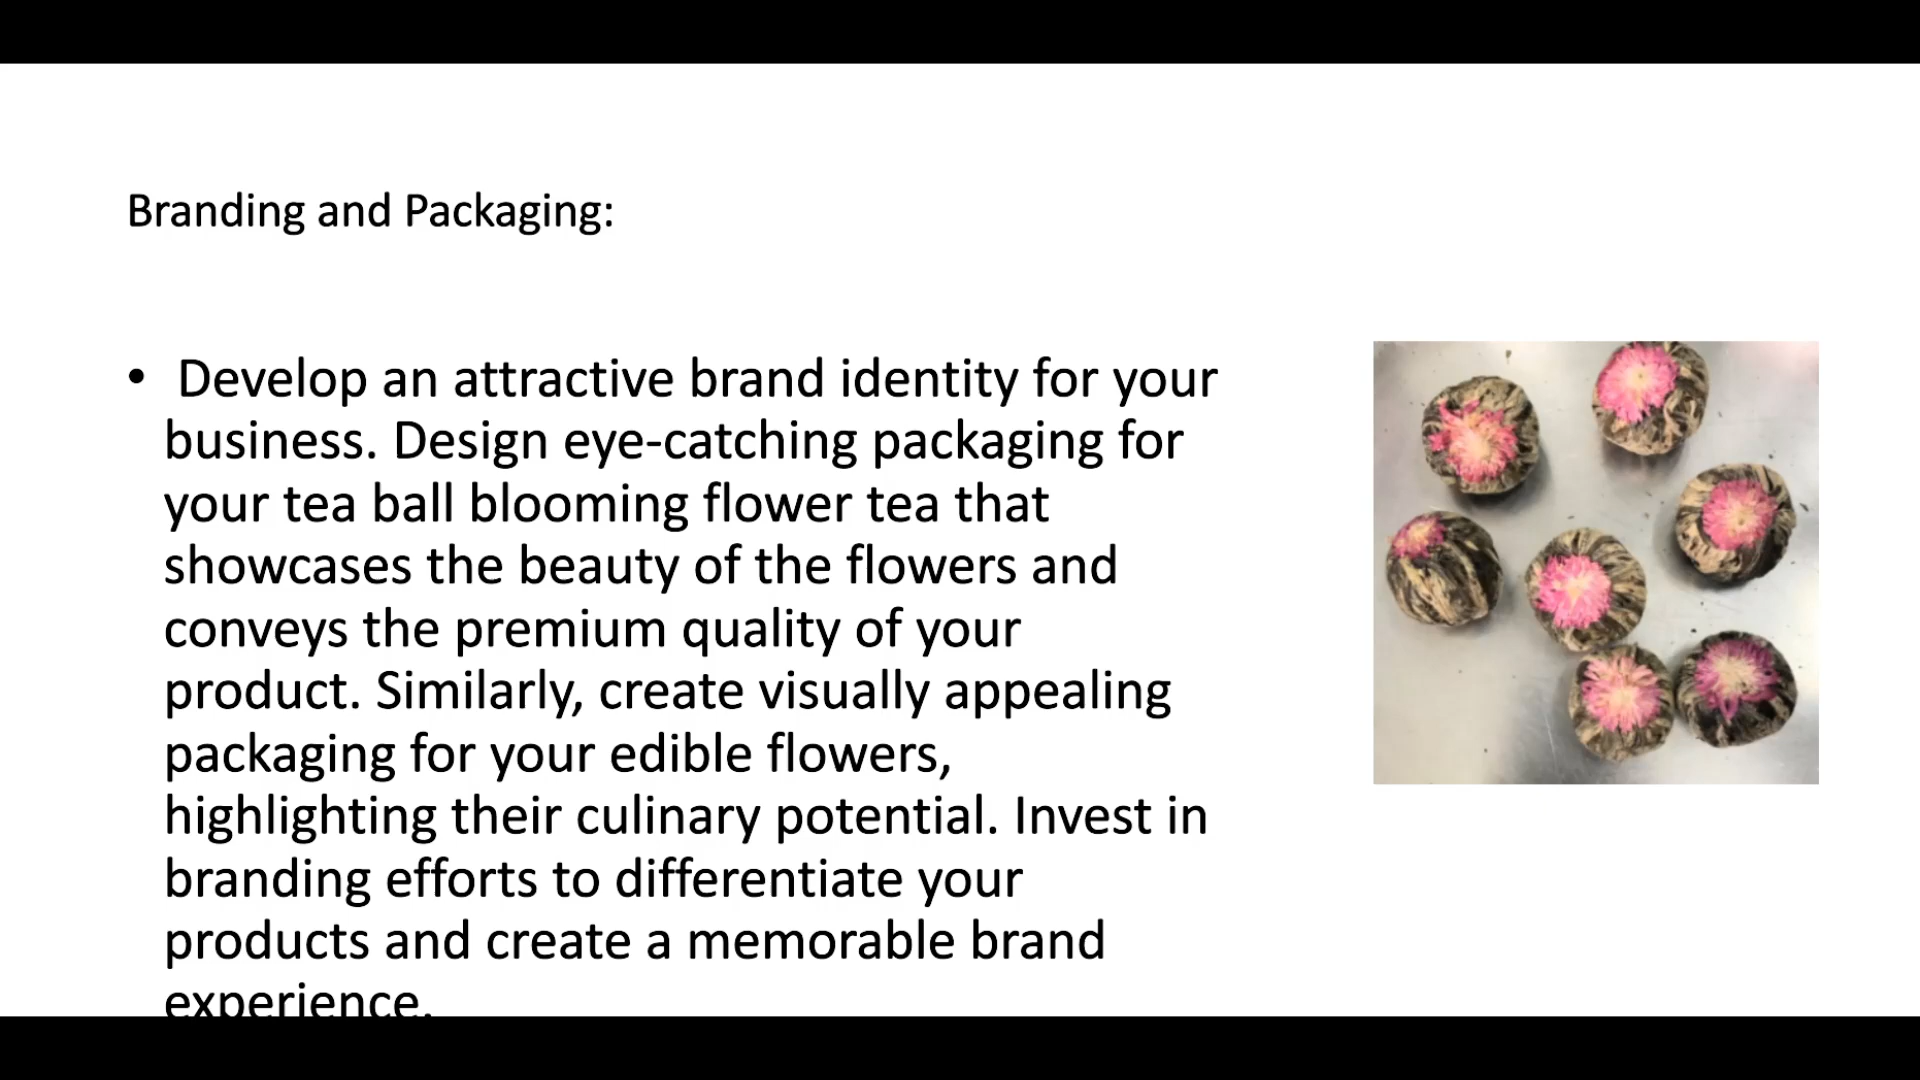 Branding and Packaging:
• Develop an attractive brand identity for your
business. Design eye-catching packaging for
your tea ball blooming flower tea that
showcases the beauty of the flowers and
conveys the premium quality of your
product. Similarly, create visually appealing
packaging for your edible flowers,
highlighting their culinary potential. Invest in
branding efforts to differentiate your
products and create a memorable brand
experience.